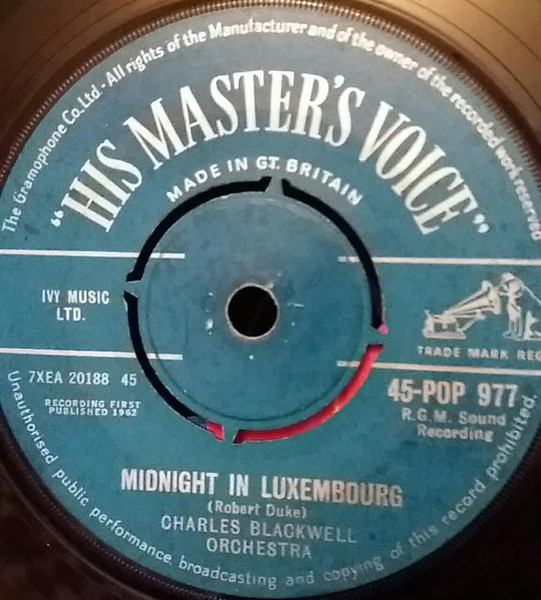 The Gramophone Co. Ltd · All rights of the Manufacturer and of the owner of the recorded work reserved
"HIS MASTER'S VOICE"
MADE IN GT. BRITAIN
IVY MUSIC
LTD.
TRADE MARK REG
7XEA 20188 45
RECORDING FIRST
PUBLISHED 1962
45-POP 977
R.G.M. Sound
Recording
MIDNIGHT IN LUXEMBOURG
(Robert Duke)
CHARLES BLACKWELL
ORCHESTRA
Unauthorised public performance, broadcasting and copying of this record prohibited.